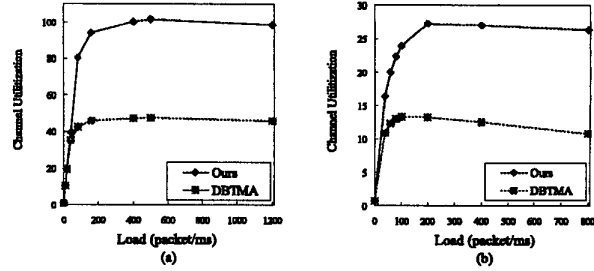 Channel Utilitization
100
80
60
40
20
0
0 200 400 600 800 1000 1200
Ours
DBTMA
Load (packet/ms)
(a)
Channel Utilitization
30
25
20
15
10
5
0
0 100 200 300 400 500 600 700 800
Ours
DBTMA
Load (packet/ms)
(b)